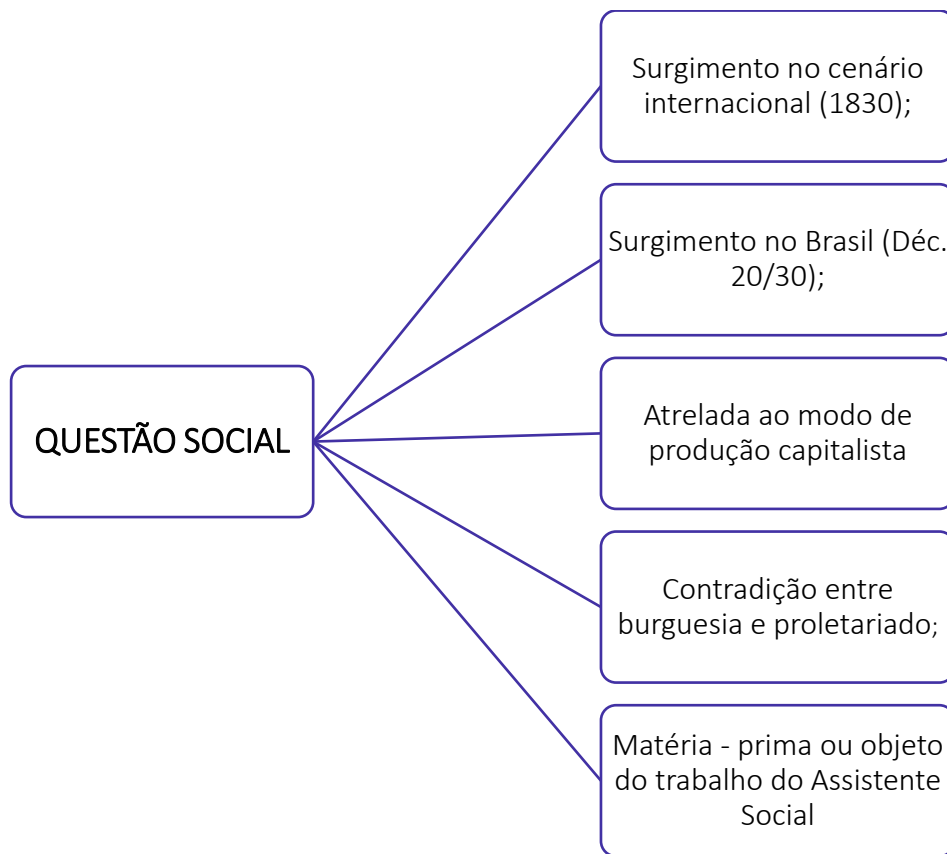 Surgimento no cenário
internacional (1830);
Surgimento no Brasil (Déc.
20/30);
QUESTÃO SOCIAL
Atrelada ao modo de
produção capitalista
Contradição entre
burguesia e proletariado;
Matéria - prima ou objeto
do trabalho do Assistente
Social